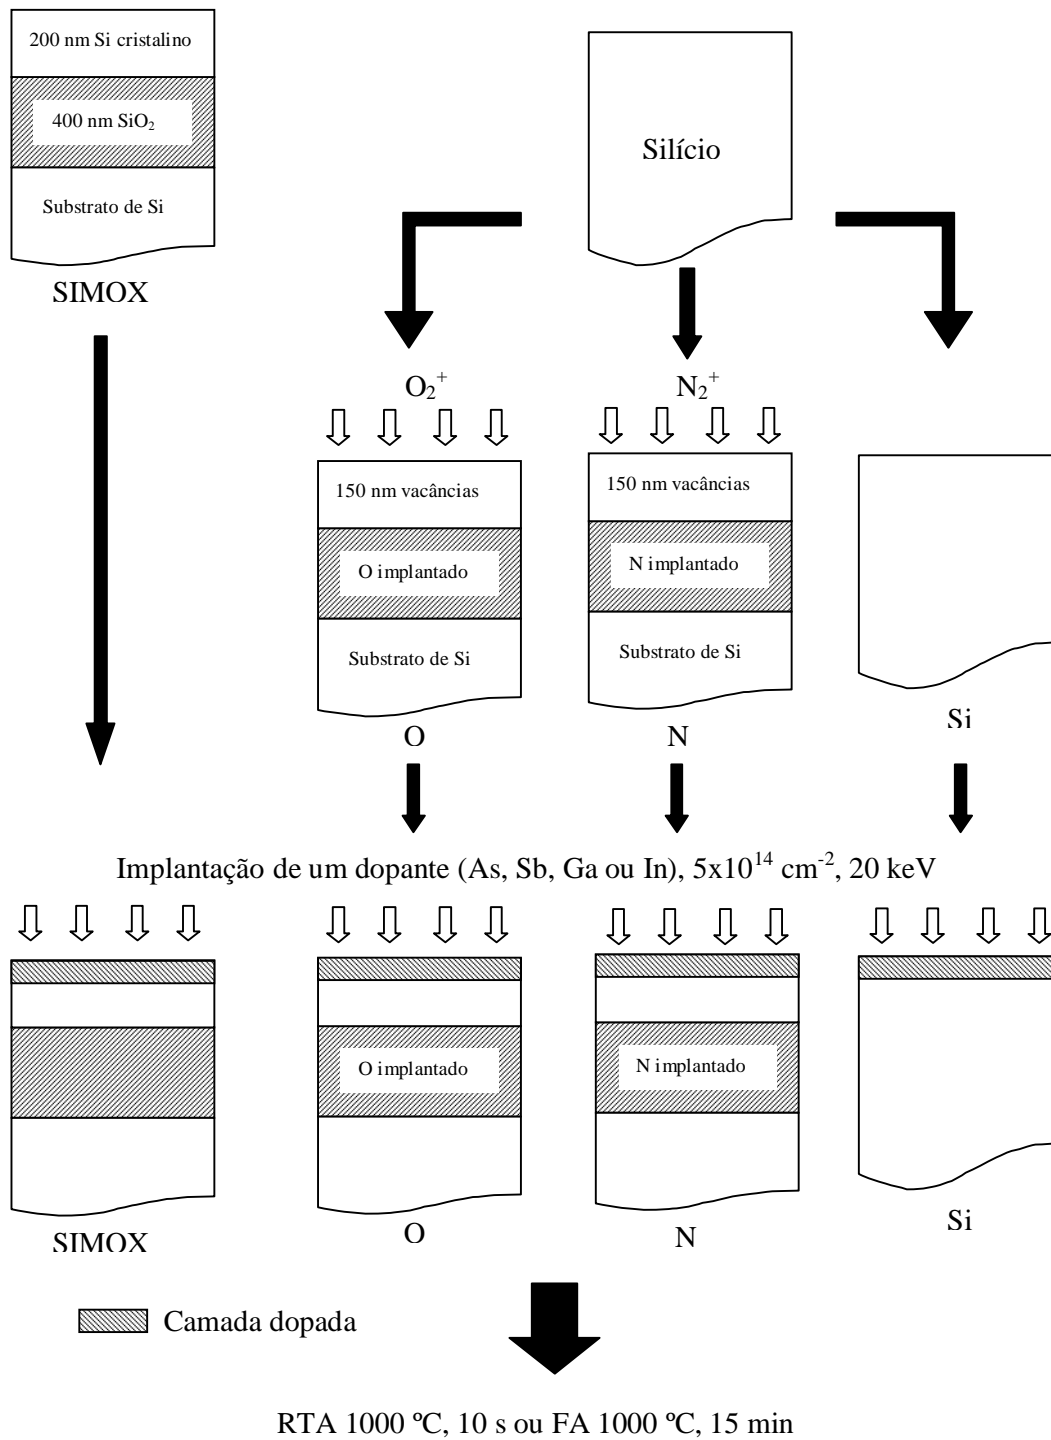 200 nm Si cristalino
400 nm SiO₂
Substrato de Si
SIMOX
Silício
O₂⁺
N₂⁺
150 nm vacâncias
150 nm vacâncias
O implantado
N implantado
Substrato de Si
Substrato de Si
O
N
Si
Implantação de um dopante (As, Sb, Ga ou In), 5x10¹⁴ cm⁻², 20 keV
O implantado
N implantado
SIMOX
O
N
Si
Camada dopada
RTA 1000 ºC, 10 s ou FA 1000 ºC, 15 min